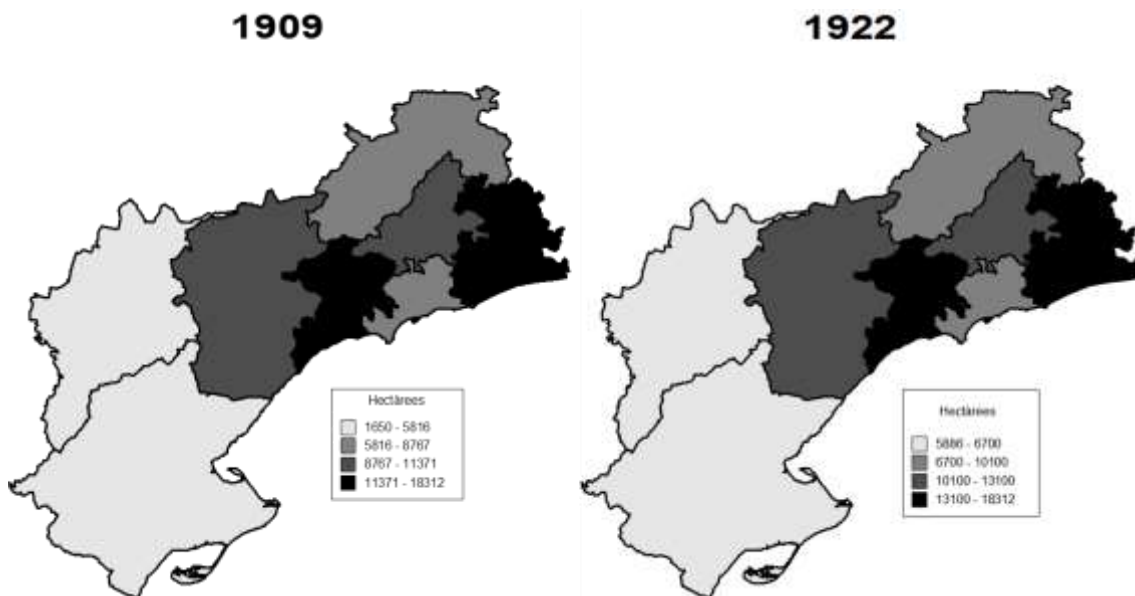 1909
1922
Hectàrees
1650 - 5816
5816 - 8767
8767 - 11371
11371 - 18312
Hectàrees
5886 - 6700
6700 - 10100
10100 - 13100
13100 - 18312